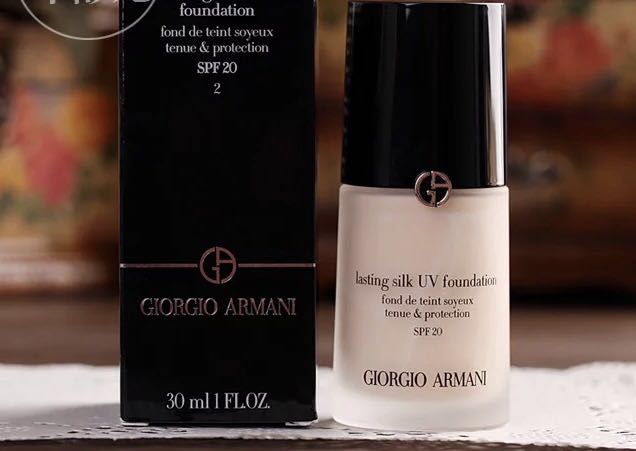 foundation
fond de teint soyeux
tenue & protection
SPF 20
2
GIORGIO ARMANI
30 ml 1 FL.OZ.
lasting silk UV foundation
fond de teint soyeux
tenue & protection
SPF 20
GIORGIO ARMANI